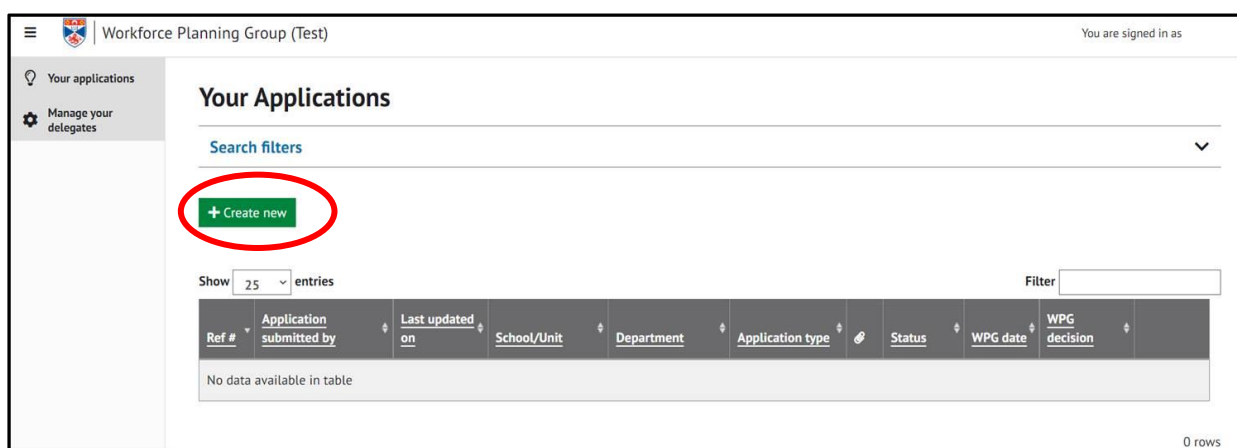 Workforce Planning Group (Test)
You are signed in as
Your applications
Manage your
delegates
Your Applications
Search filters
+ Create new
Show 25 entries
Filter
Ref #
Application
submitted by
Last updated
on
School/Unit
Department
Application type
Status
WPG date
WPG
decision
No data available in table
0 rows